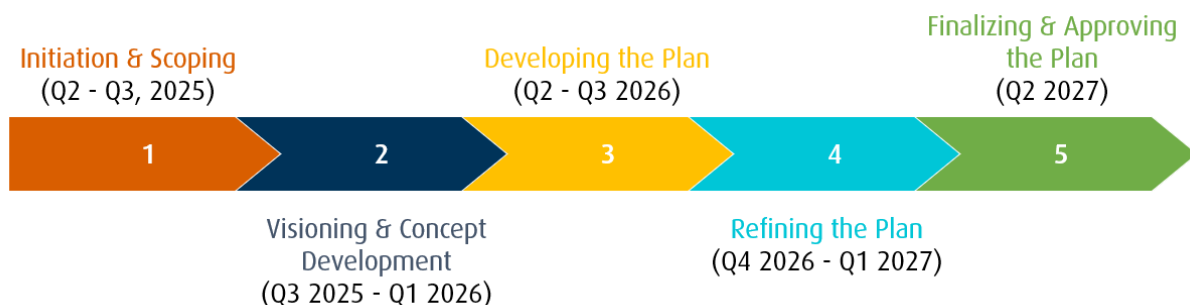 Initiation & Scoping
(Q2 - Q3, 2025)
Developing the Plan
(Q2 - Q3 2026)
Finalizing & Approving
the Plan
(Q2 2027)
1
2
3
4
5
Visioning & Concept
Development
(Q3 2025 - Q1 2026)
Refining the Plan
(Q4 2026 - Q1 2027)